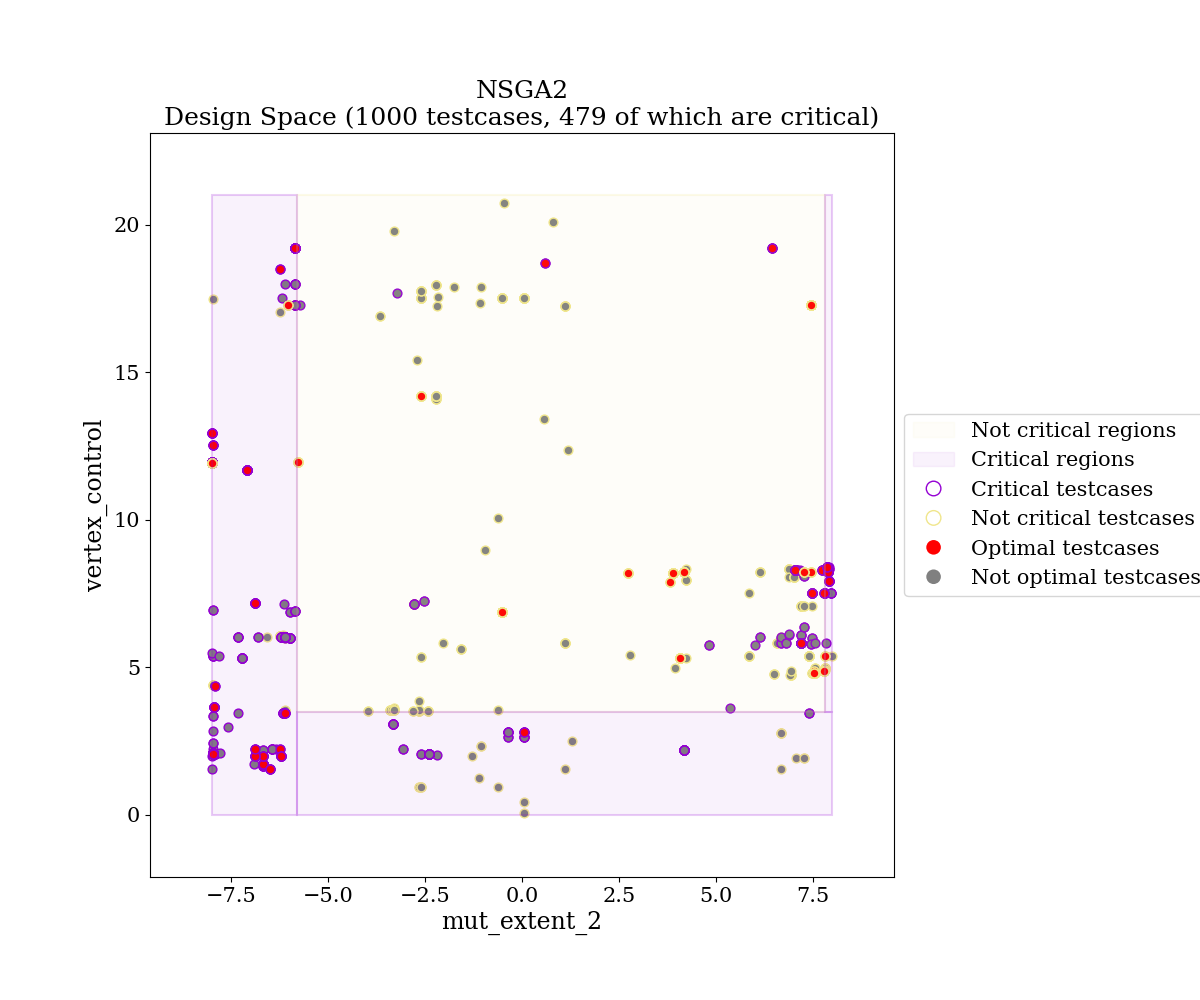 NSGA2
Design Space (1000 testcases, 479 of which are critical)
20
15
10
5
0
vertex_control
−7.5 −5.0 −2.5 0.0 2.5 5.0 7.5
mut_extent_2
Not critical regions
Critical regions
Critical testcases
Not critical testcases
Optimal testcases
Not optimal testcases